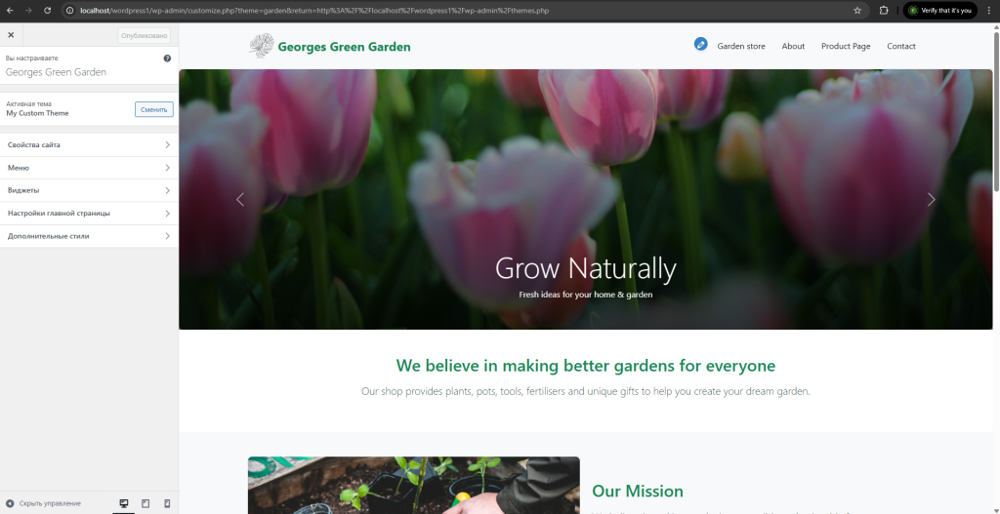 localhost/wordpress1/wp-admin/customize.php?theme=garden&return=http%3A%2F%2Flocalhost%2Fwordpress1%2Fwp-admin%2Fthemes.php
Verify that it's you
Опубликовано
Вы настраиваете
Georges Green Garden
Активная тема
My Custom Theme
Сменить
Свойства сайта
Меню
Виджеты
Настройки главной страницы
Дополнительные стили
Скрыть управление
Georges Green Garden
Garden store About Product Page Contact
Grow Naturally
Fresh ideas for your home & garden
We believe in making better gardens for everyone
Our shop provides plants, pots, tools, fertilisers and unique gifts to help you create your dream garden.
Our Mission